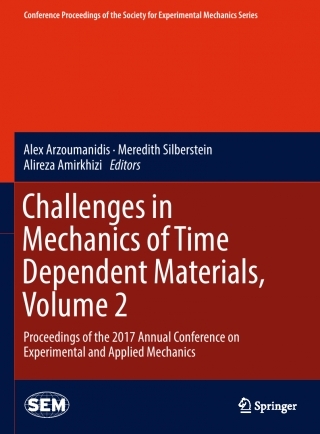 Conference Proceedings of the Society for Experimental Mechanics Series
Alex Arzoumanidis · Meredith Silberstein
Alireza Amirkhizi Editors
Challenges in
Mechanics of Time
Dependent Materials,
Volume 2
Proceedings of the 2017 Annual Conference on
Experimental and Applied Mechanics
SEM
Springer